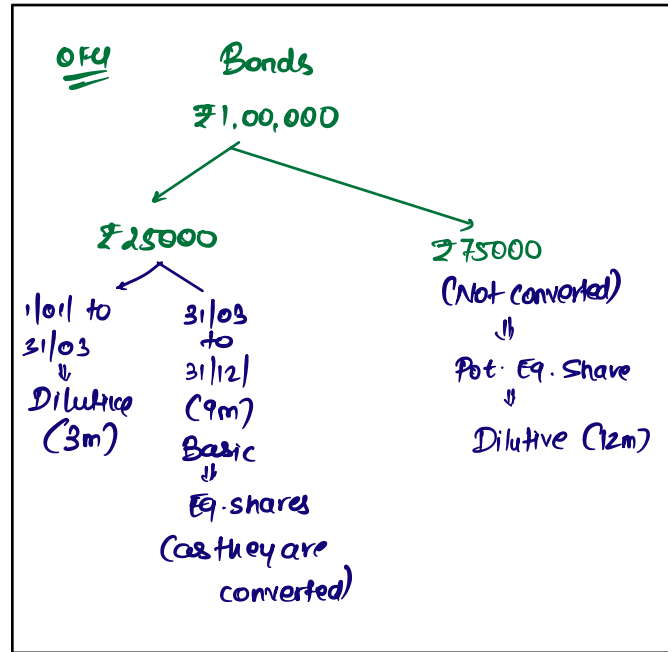 OFCD Bonds
₹1,00,000
₹25000
₹75000
1/01/ to
31/03
Dilutive
(3m)
31/03
to
31/12/
(9m)
Basic
Eq. shares
(as they are
converted)
(Not converted)
Pot. Eq. Share
Dilutive (12m)